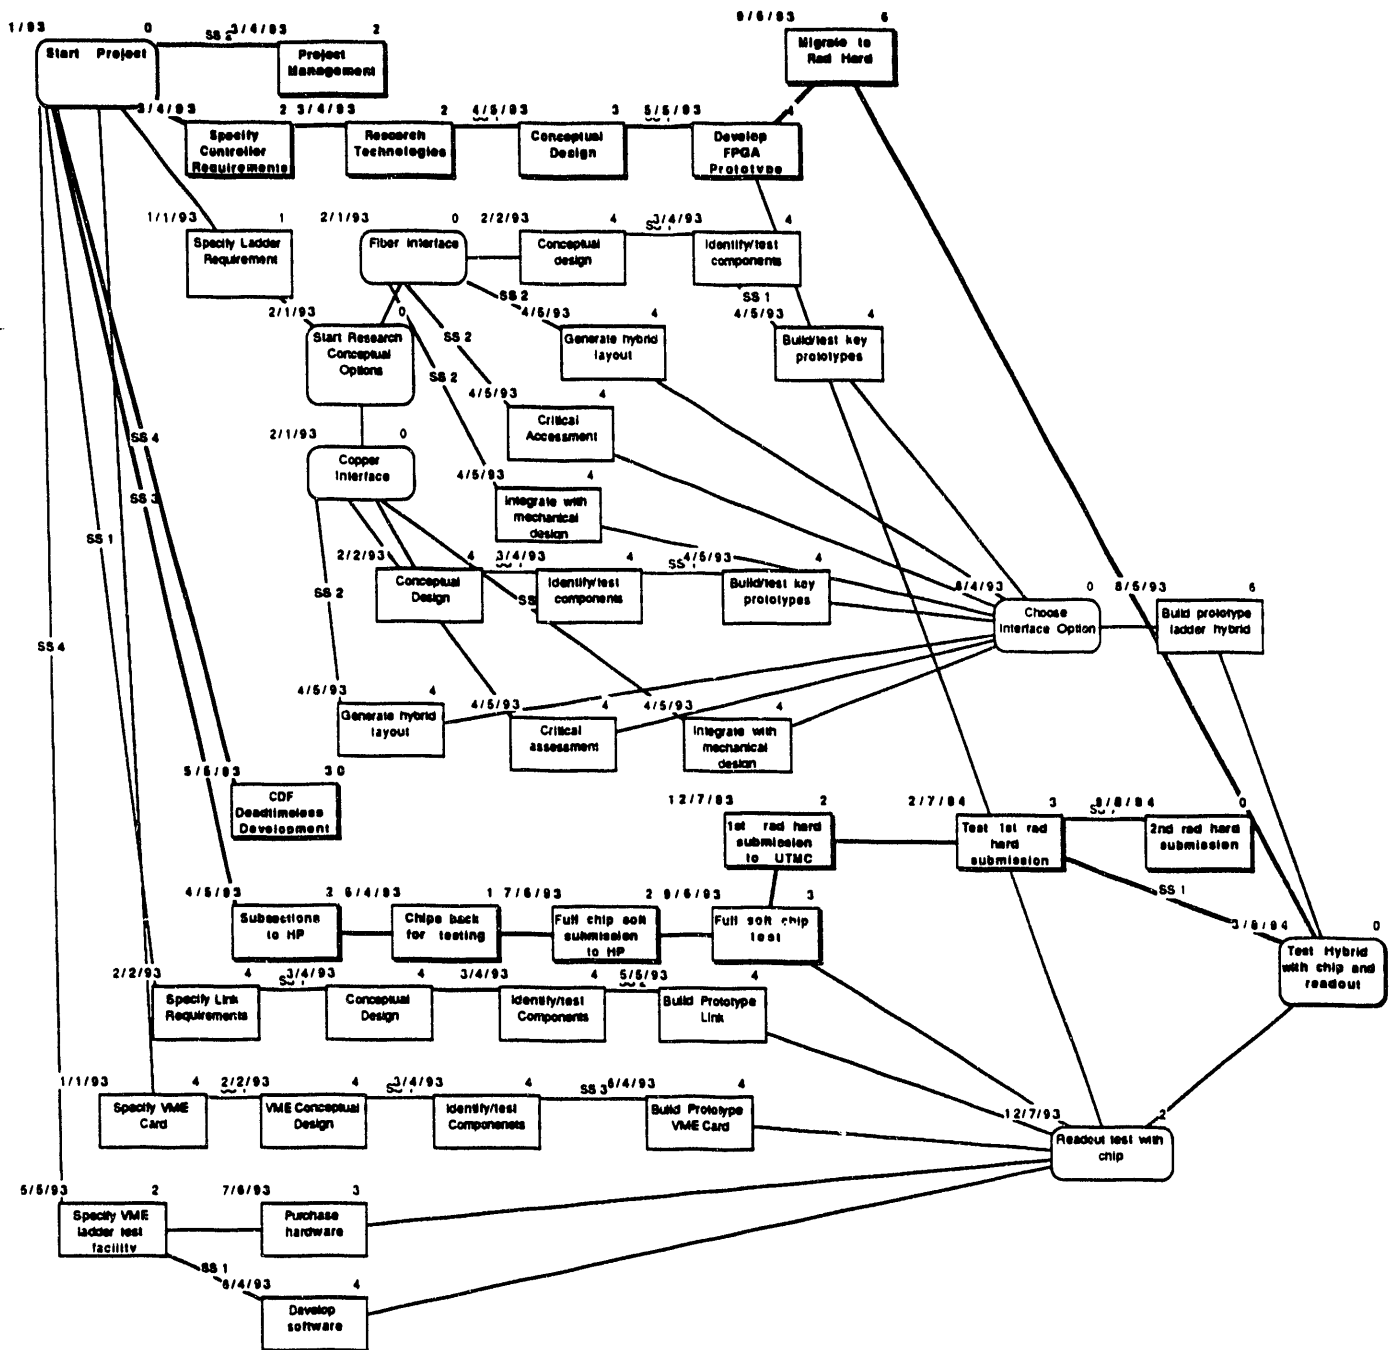 1/93 0
Start Project
SS 2
3/4/93 2
Project
Management
9/6/93 6
Migrate to
Rad Hard
3/4/93 2
Specify
Controller
Requirements
3/4/93 2
Research
Technologies
4/5/93 3
Conceptual
Design
5/5/93 4
Develop
FPGA
Prototype
1/1/93 1
Specify Ladder
Requirement
2/1/93 0
Fiber Interface
2/2/93 4
Conceptual
design
3/4/93 4
Identify/test
components
SS 1
4/5/93 4
Build/test key
prototypes
SS 2
4/5/93 4
Generate hybrid
layout
2/1/93 0
Start Research
Conceptual
Options
SS 2
SS 2
4/5/93 4
Critical
Accessment
2/1/93 0
Copper
Interface
4/5/93 4
Integrate with
mechanical
design
SS 4
SS 3
SS 1
SS 4
SS 2
2/2/93 4
Conceptual
Design
3/4/93 4
Identify/test
components
SS
4/5/93 4
Build/test key
prototypes
6/4/93 0
Choose
Interface Option
8/5/93 6
Build prototype
ladder hybrid
4/5/93 4
Generate hybrid
layout
4/5/93 4
Critical
assessment
4/5/93 4
Integrate with
mechanical
design
5/5/93 30
CDF
Deadtimeless
Development
12/7/93 2
1st rad hard
submission
to UTMC
2/7/94 3
Test 1st rad
hard
submission
9/8/94 0
2nd rad hard
submission
SS 1
4/5/93 2
Subsections
to HP
6/4/93 1
Chips back
for testing
7/6/93 2
Full chip soft
submission
to HP
9/6/93 3
Full soft chip
test
3/8/94 0
Test Hybrid
with chip and
readout
2/2/93 4
Specify Link
Requirements
3/4/93 4
Conceptual
Design
3/4/93 4
Identify/test
Components
5/5/93 4
SS 2
Build Prototype
Link
1/1/93 4
Specify VME
Card
2/2/93 4
VME Conceptual
Design
3/4/93 4
Identify/test
Componenets
SS 3
6/4/93 4
Build Prototype
VME Card
12/7/93 2
Readout test with
chip
5/5/93 2
Specify VME
ladder test
facility
7/6/93 3
Purchase
hardware
SS 1
6/4/93 4
Develop
software